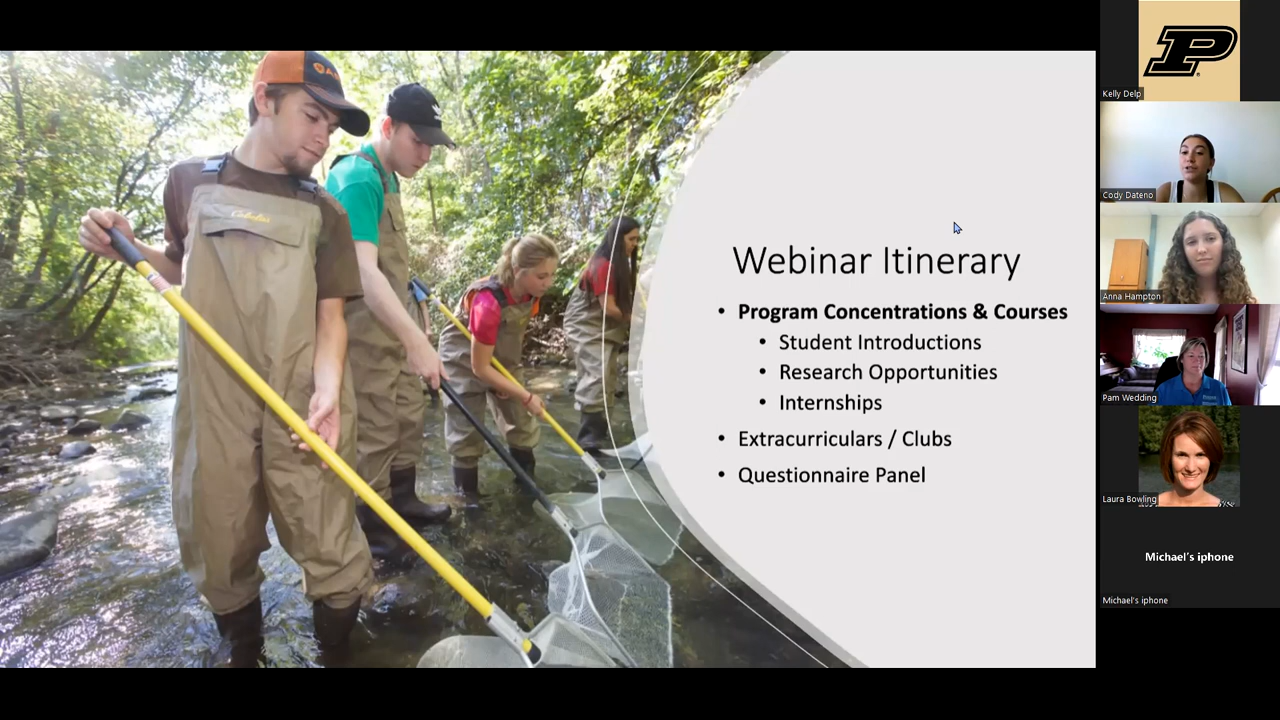 Webinar Itinerary
• Program Concentrations & Courses
• Student Introductions
• Research Opportunities
• Internships
• Extracurriculars / Clubs
• Questionnaire Panel
Cabela's
P
Kelly Delp
Cody Dateno
Anna Hampton
Pam Wedding
Laura Bowling
Michael's iphone
Michael's iphone